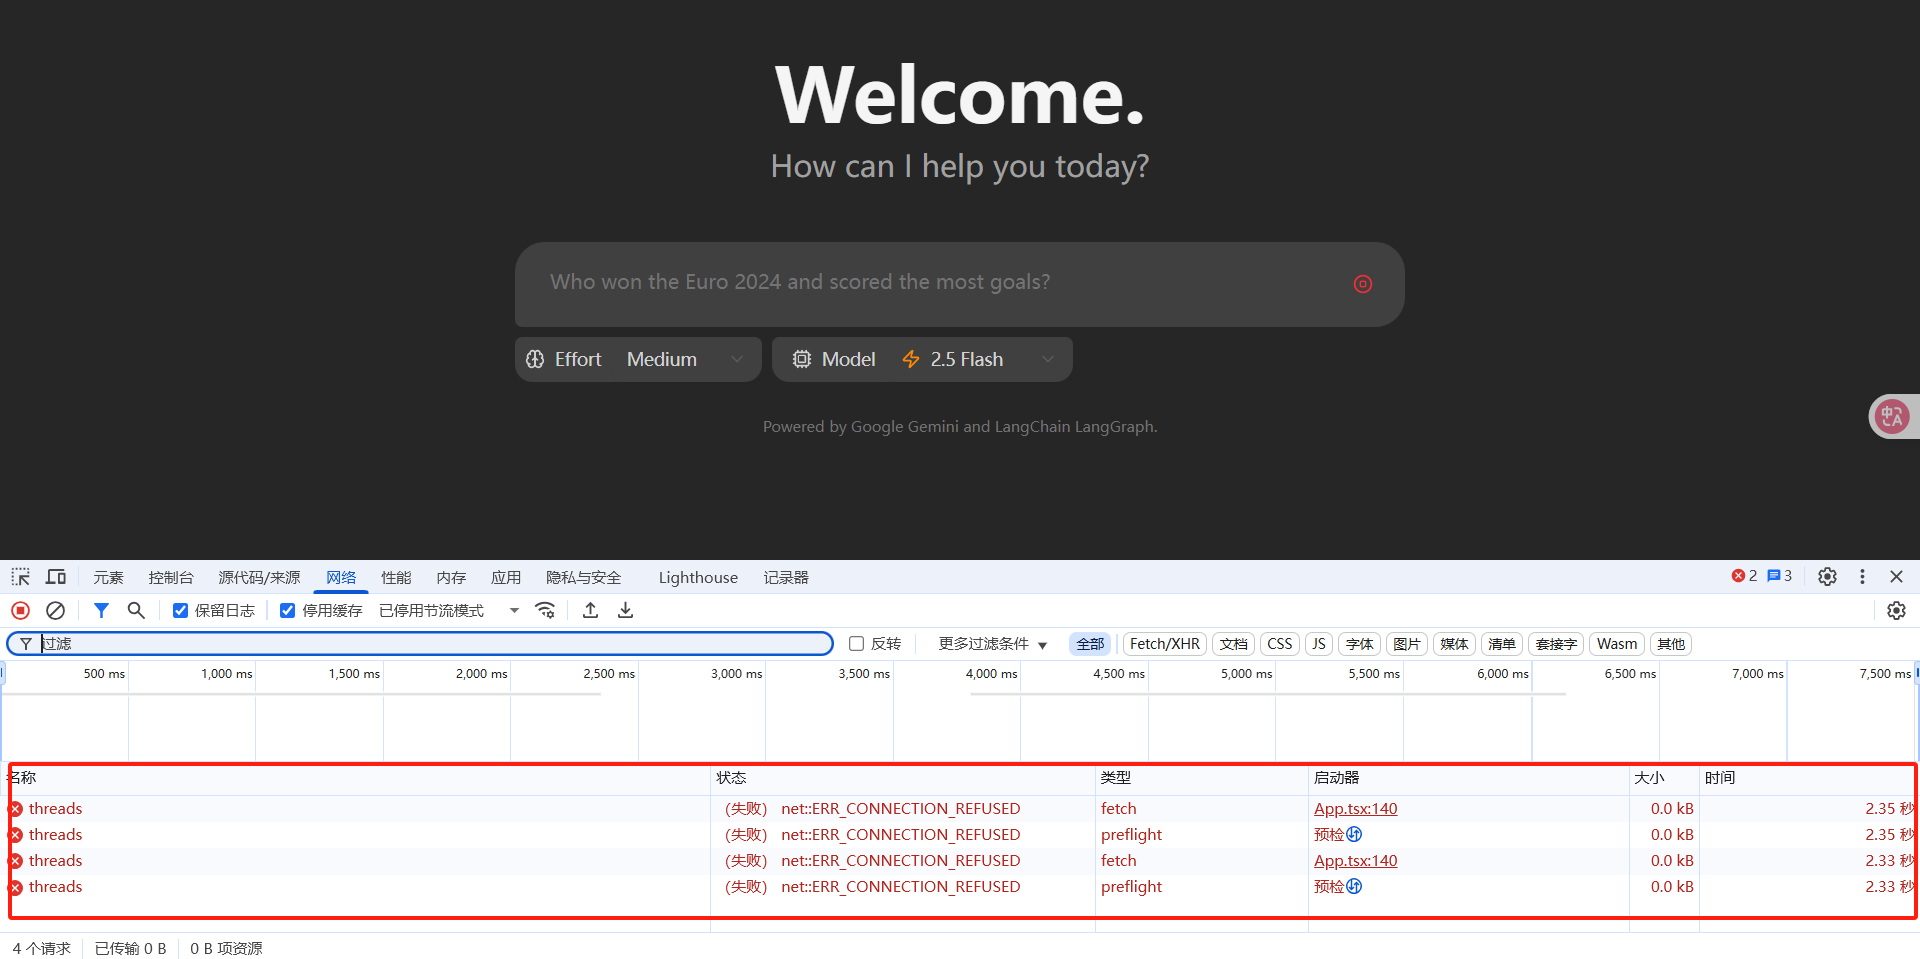 Welcome.
How can I help you today?
Who won the Euro 2024 and scored the most goals?
Effort Medium Model 2.5 Flash
Powered by Google Gemini and LangChain LangGraph.
中 A
元素 控制台 源代码/来源 网络 性能 内存 应用 隐私与安全 Lighthouse 记录器 2 3
保留日志 停用缓存 已停用节流模式
过滤 反转 更多过滤条件 全部 Fetch/XHR 文档 CSS JS 字体 图片 媒体 清单 套接字 Wasm 其他
500 ms 1,000 ms 1,500 ms 2,000 ms 2,500 ms 3,000 ms 3,500 ms 4,000 ms 4,500 ms 5,000 ms 5,500 ms 6,000 ms 6,500 ms 7,000 ms 7,500 ms
名称 状态 类型 启动器 大小 时间
threads （失败） net::ERR_CONNECTION_REFUSED fetch App.tsx:140 0.0 kB 2.35 秒
threads （失败） net::ERR_CONNECTION_REFUSED preflight 预检 0.0 kB 2.35 秒
threads （失败） net::ERR_CONNECTION_REFUSED fetch App.tsx:140 0.0 kB 2.33 秒
threads （失败） net::ERR_CONNECTION_REFUSED preflight 预检 0.0 kB 2.33 秒
4 个请求 已传输 0 B 0 B 项资源